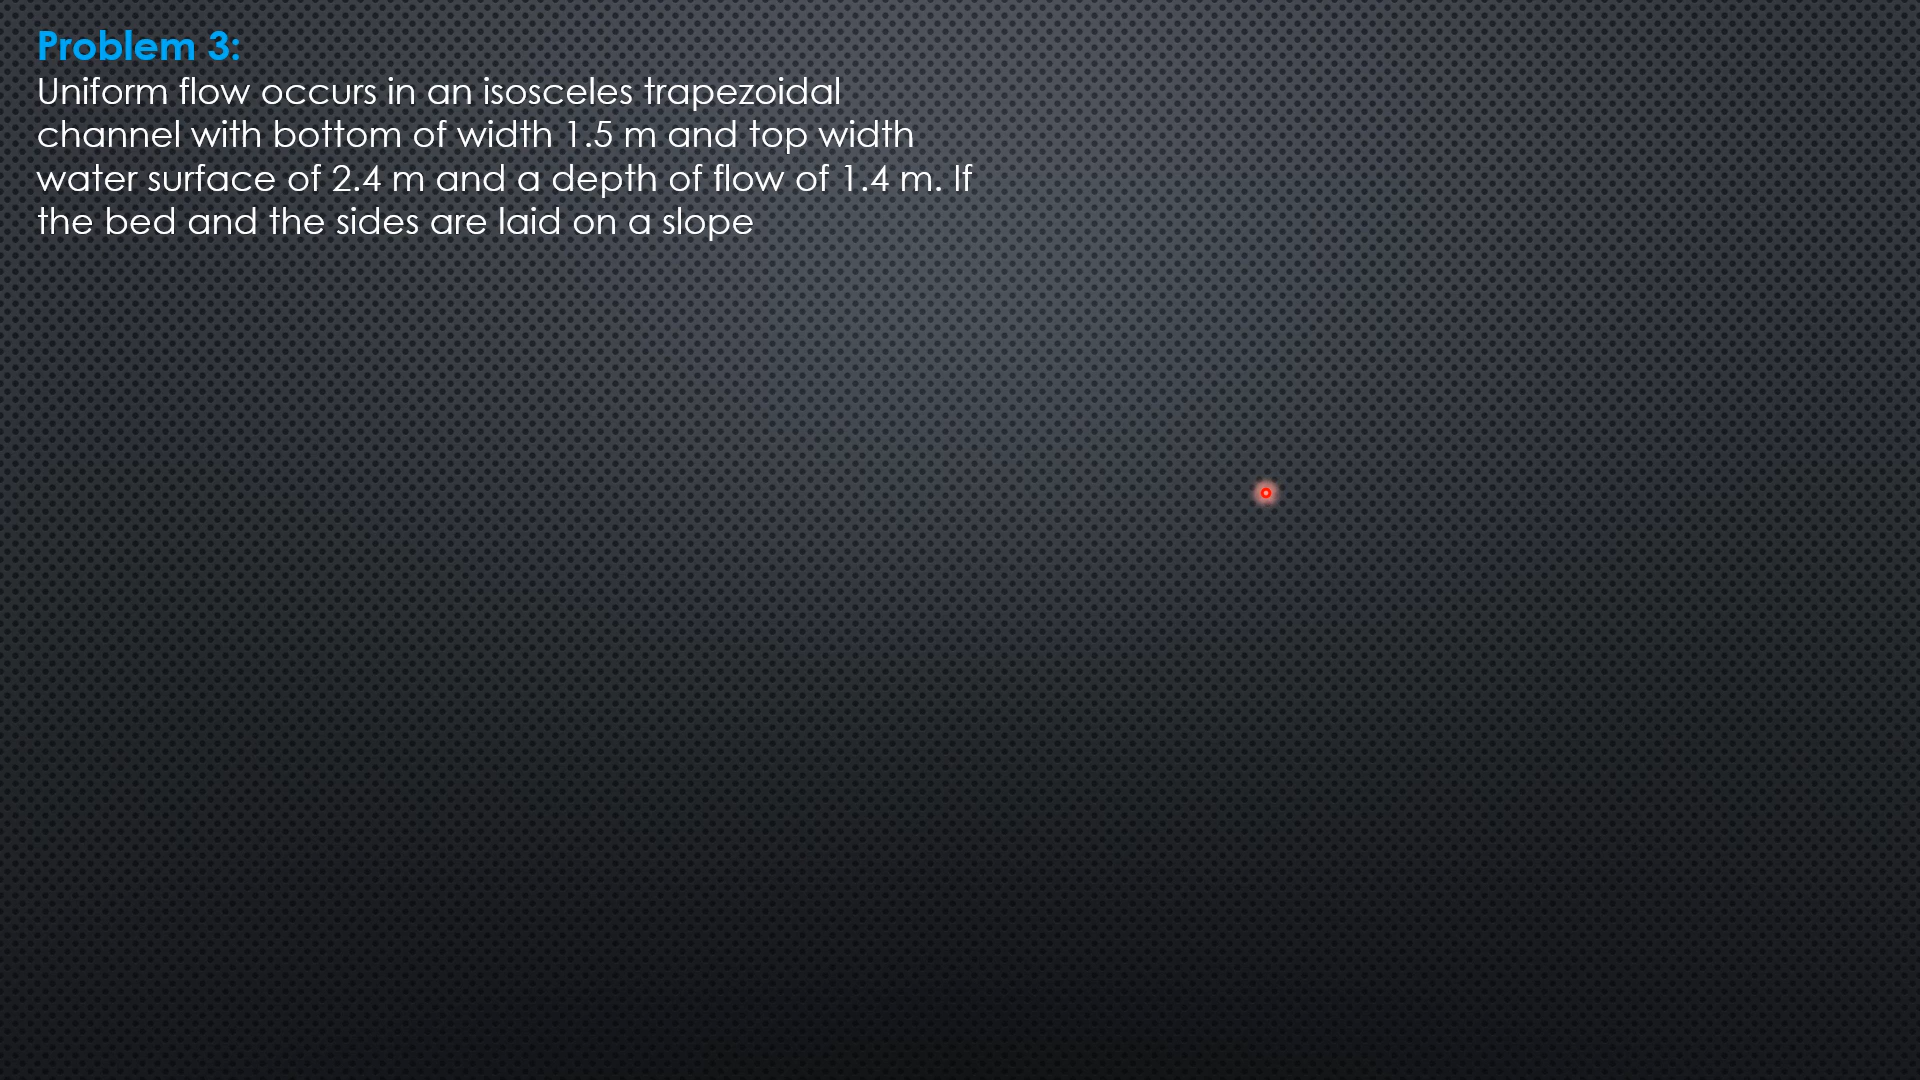 Problem 3:
Uniform flow occurs in an isosceles trapezoidal
channel with bottom of width 1.5 m and top width
water surface of 2.4 m and a depth of flow of 1.4 m. If
the bed and the sides are laid on a slope